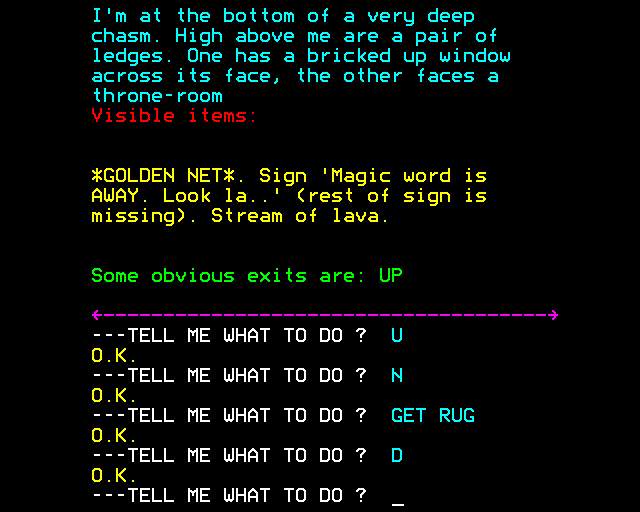 I'm at the bottom of a very deep
chasm. High above me are a pair of
ledges. One has a bricked up window
across its face, the other faces a
throne-room
Visible items:
*GOLDEN NET*. Sign 'Magic word is
AWAY. Look la..' (rest of sign is
missing). Stream of lava.
Some obvious exits are: UP
---TELL ME WHAT TO DO ? U
O.K.
---TELL ME WHAT TO DO ? N
O.K.
---TELL ME WHAT TO DO ? GET RUG
O.K.
---TELL ME WHAT TO DO ? D
O.K.
---TELL ME WHAT TO DO ? _